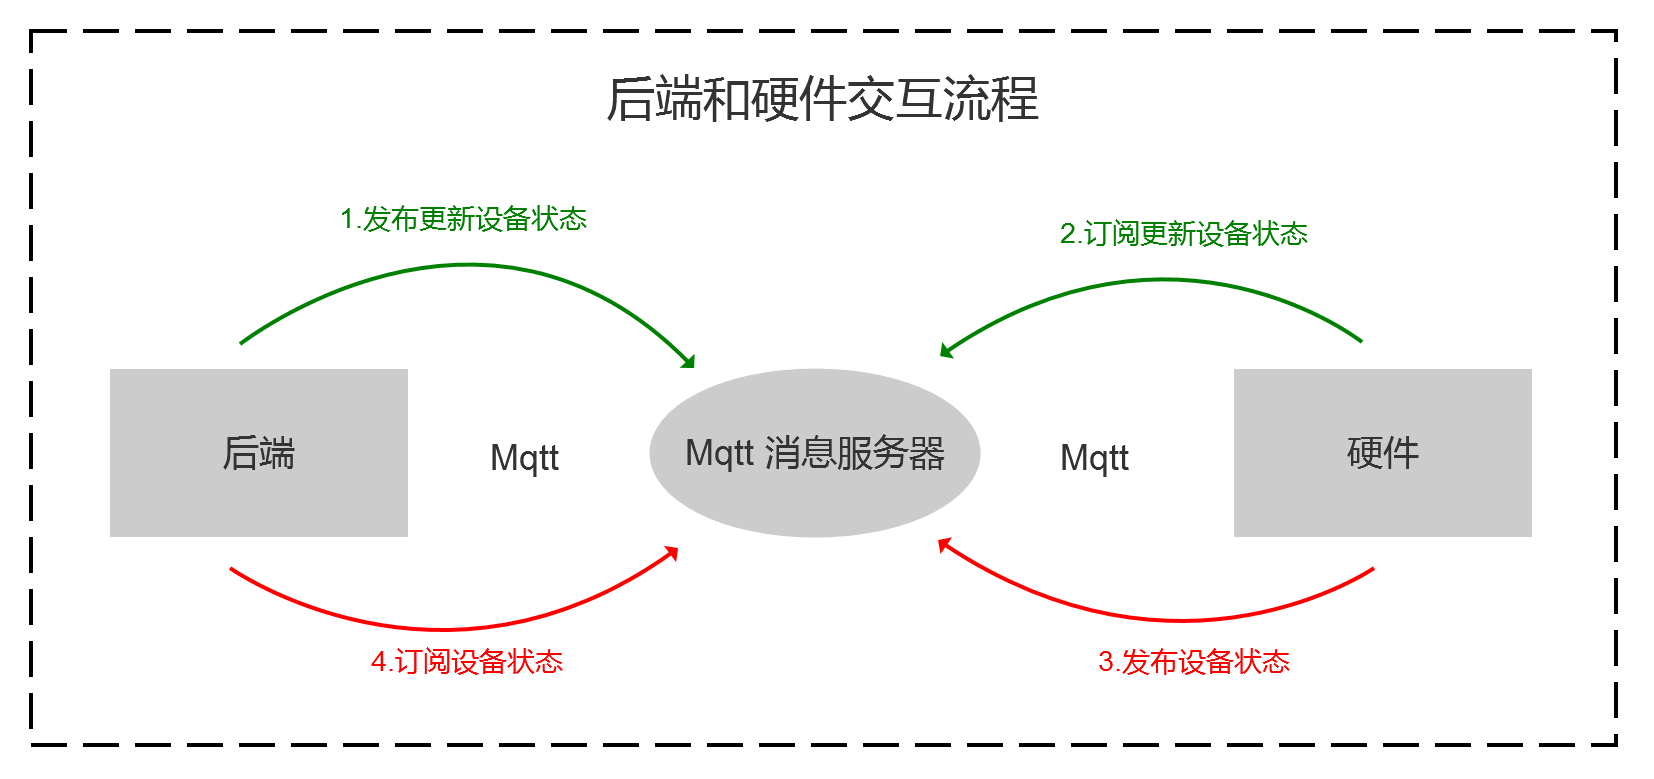 后端和硬件交互流程
1.发布更新设备状态
2.订阅更新设备状态
后端
Mqtt
Mqtt 消息服务器
Mqtt
硬件
4.订阅设备状态
3.发布设备状态